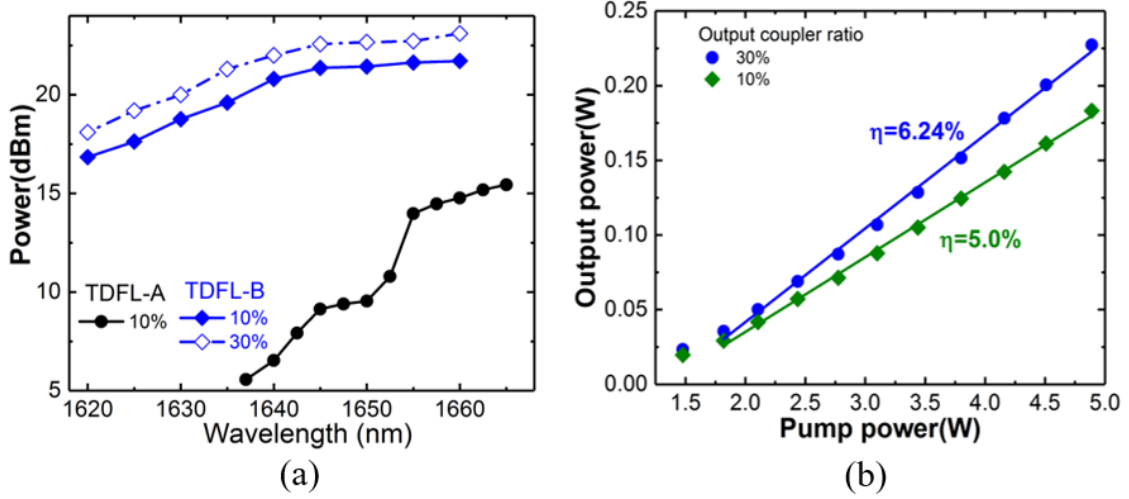 Power(dBm)
20
15
10
5
TDFL-A TDFL-B
10% 10%
30%
1620 1630 1640 1650 1660
Wavelength (nm)
(a)
Output power(W)
0.25
0.20
0.15
0.10
0.05
0.00
Output coupler ratio
30%
10%
η=6.24%
η=5.0%
1.5 2.0 2.5 3.0 3.5 4.0 4.5 5.0
Pump power(W)
(b)